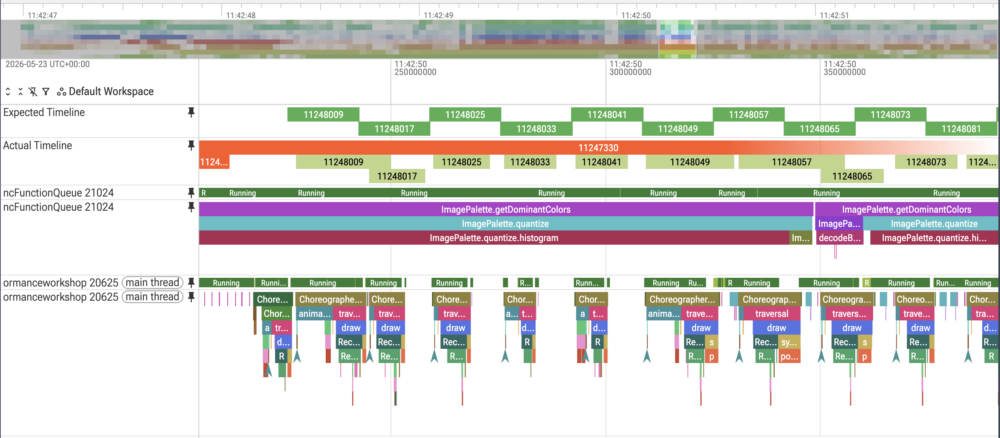 11:42:47 11:42:48 11:42:49 11:42:50 11:42:51
2026-05-23 UTC+00:00 11:42:50 11:42:50 11:42:50
250000000 300000000 350000000
Default Workspace
Expected Timeline 11248009 11248025 11248041 11248057 11248073
11248017 11248033 11248049 11248065 11248081
Actual Timeline 11247330
1124... 11248009 11248025 11248033 11248041 11248049 11248057 11248073 1124...
11248017 11248065
ncFunctionQueue 21024 R Running Running Running Running Running Running Running Running
ncFunctionQueue 21024 ImagePalette.getDominantColors ImagePalette.getDominantColors
ImagePalette.quantize ImagePa... ImagePalette.quantize
ImagePalette.quantize.histogram Im... decodeB... ImagePalette.quantize.hi...
ormanceworkshop 20625 main thread Running Runni... Running Running Running R... Runn... Running Ru... R Running Running R Running Run... Running
ormanceworkshop 20625 main thread Chore... Choreographe... Chore... Chore... Chor... Chor... Choreographer... Choreograp... Choreogra... Choreo... Chor...
Chor... anima... trav... trav... trav... a... t... a t... anima... trave... traversal travers... trave... tra...
a tr... draw draw draw d... d... draw draw draw draw d...
d... Rec... Rec... Rec... R R Re... s Rec... sy... Rec... s Re... R...
R Re... Re... R... R... p R... po... Re... p R... R